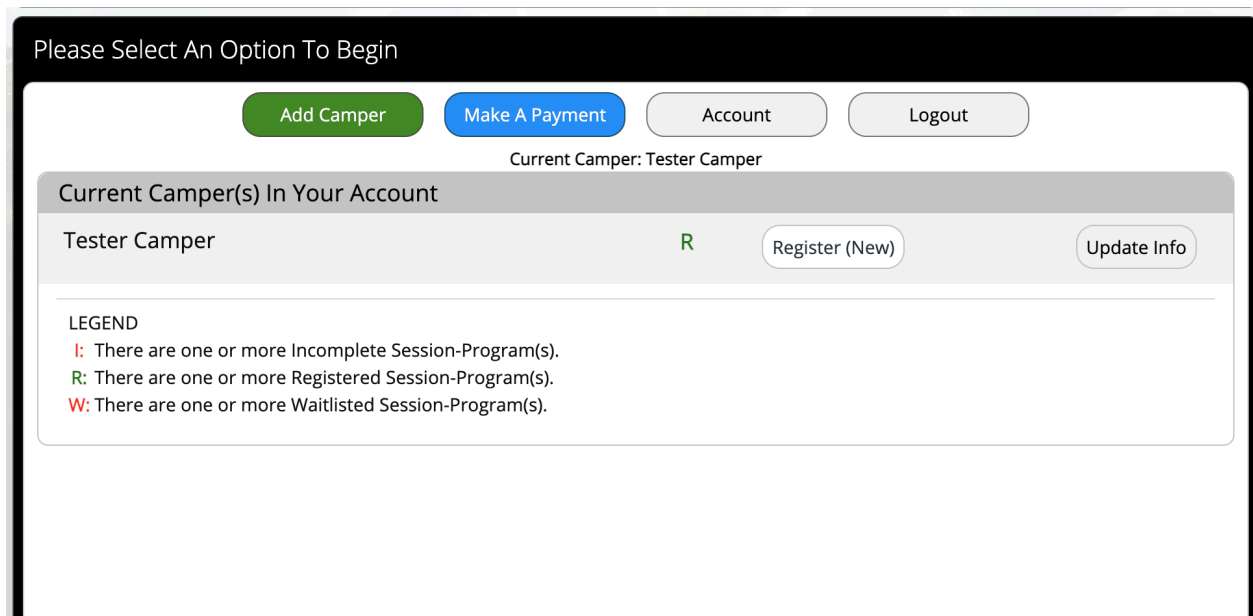 Please Select An Option To Begin
Add Camper Make A Payment Account Logout
Current Camper: Tester Camper
Current Camper(s) In Your Account
Tester Camper R Register (New) Update Info
LEGEND
I: There are one or more Incomplete Session-Program(s).
R: There are one or more Registered Session-Program(s).
W: There are one or more Waitlisted Session-Program(s).